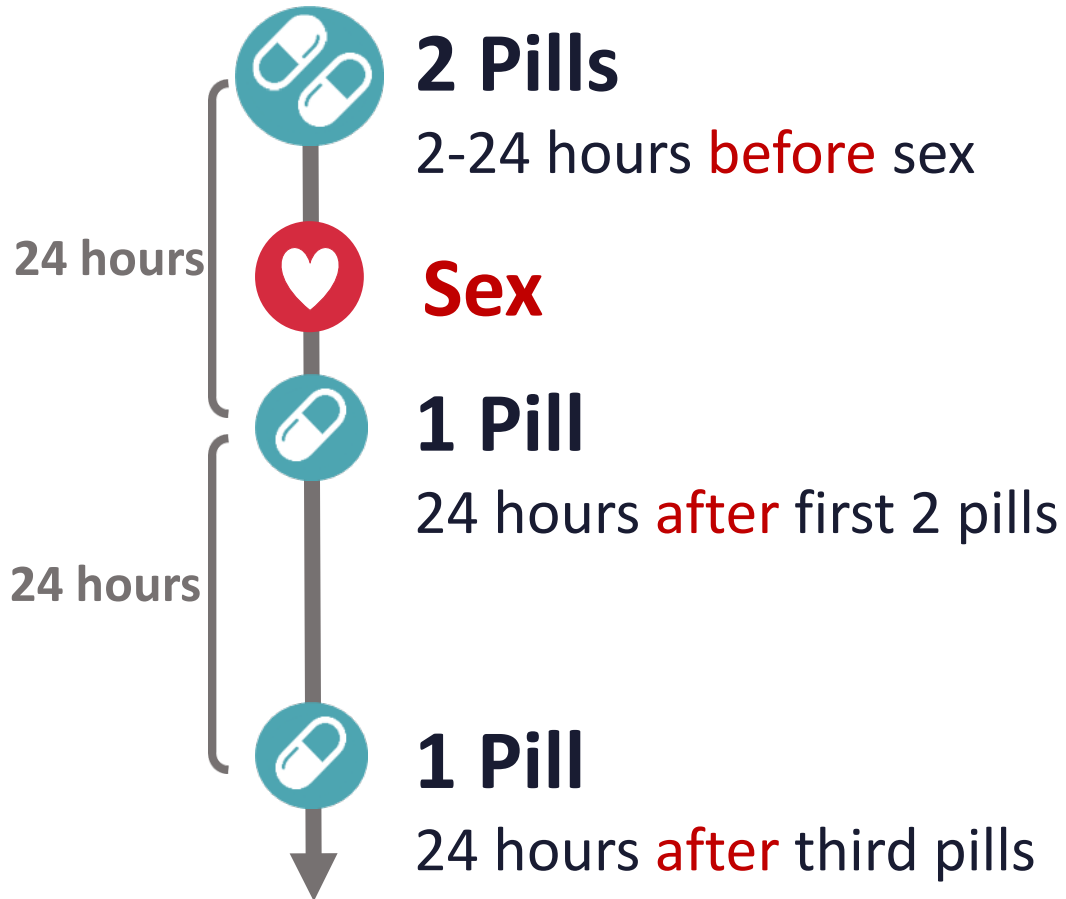 2 Pills
2-24 hours before sex
24 hours
Sex
1 Pill
24 hours after first 2 pills
24 hours
1 Pill
24 hours after third pills